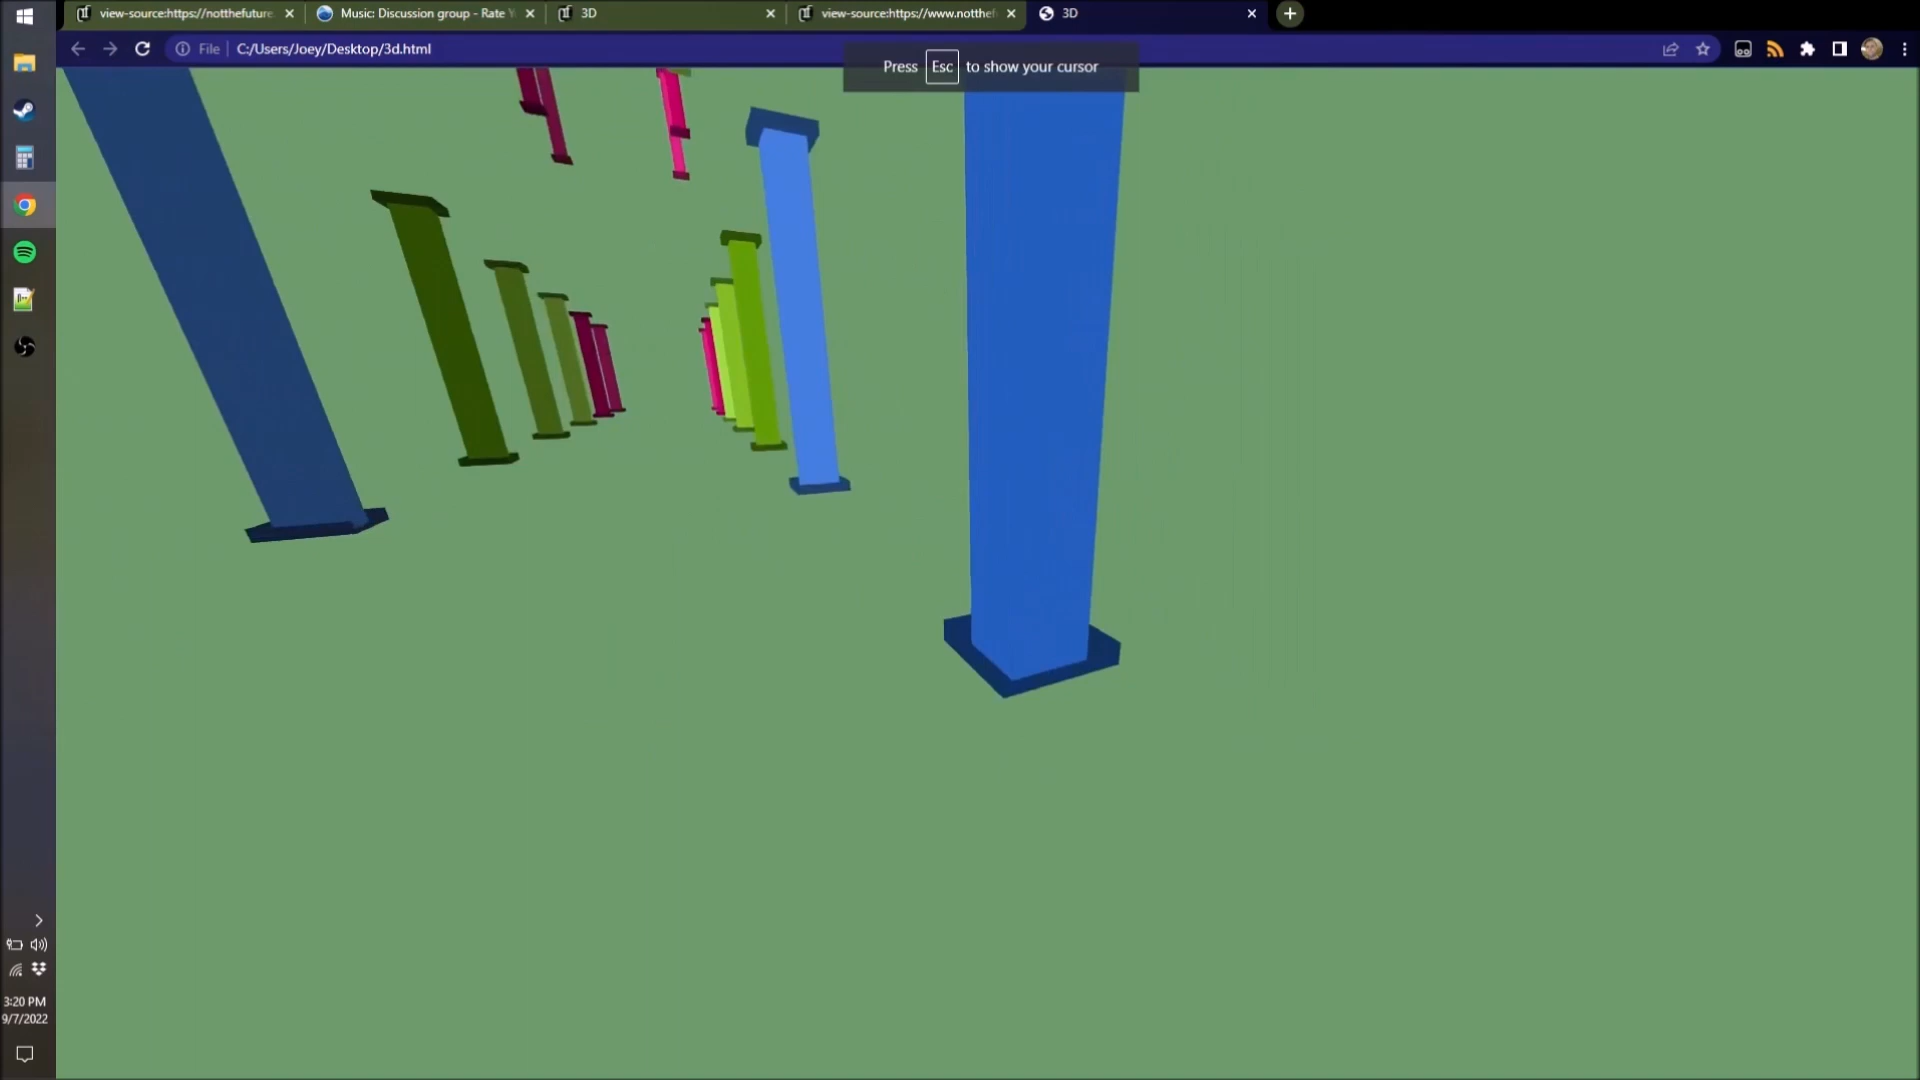 view-source:https://notthefuture.
Music: Discussion group - Rate Y
3D
view-source:https://www.notthef
3D
File
C:/Users/Joey/Desktop/3d.html
Press Esc to show your cursor
3:20 PM
9/7/2022